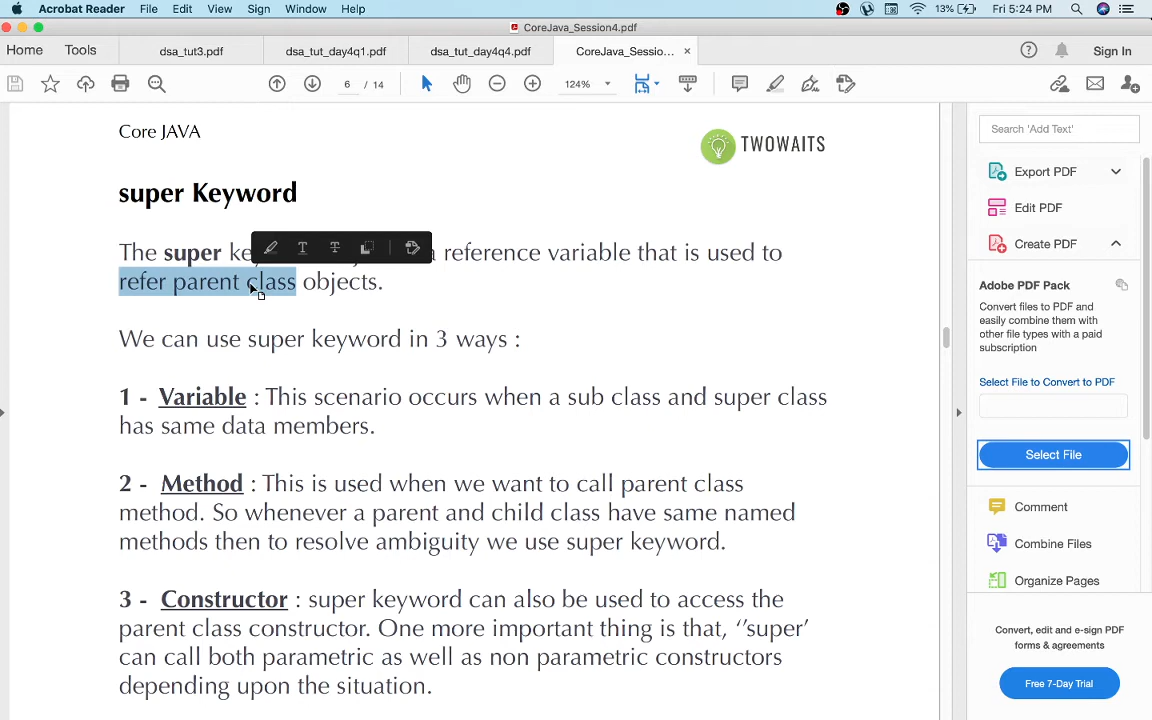 Acrobat Reader File Edit View Sign Window Help 13% Fri 5:24 PM
CoreJava_Session4.pdf
Home Tools dsa_tut3.pdf dsa_tut_day4q1.pdf dsa_tut_day4q4.pdf CoreJava_Sessio... × Sign In
6 / 14 124%
Core JAVA
TWOWAITS
super Keyword
The super reference variable that is used to
refer parent class objects.
We can use super keyword in 3 ways :
1 - Variable : This scenario occurs when a sub class and super class
has same data members.
2 - Method : This is used when we want to call parent class
method. So whenever a parent and child class have same named
methods then to resolve ambiguity we use super keyword.
3 - Constructor : super keyword can also be used to access the
parent class constructor. One more important thing is that, ‘’super’
can call both parametric as well as non parametric constructors
depending upon the situation.
Search 'Add Text'
Export PDF
Edit PDF
Create PDF
Adobe PDF Pack
Convert files to PDF and
easily combine them with
other file types with a paid
subscription
Select File to Convert to PDF
Select File
Comment
Combine Files
Organize Pages
Convert, edit and e-sign PDF
forms & agreements
Free 7-Day Trial